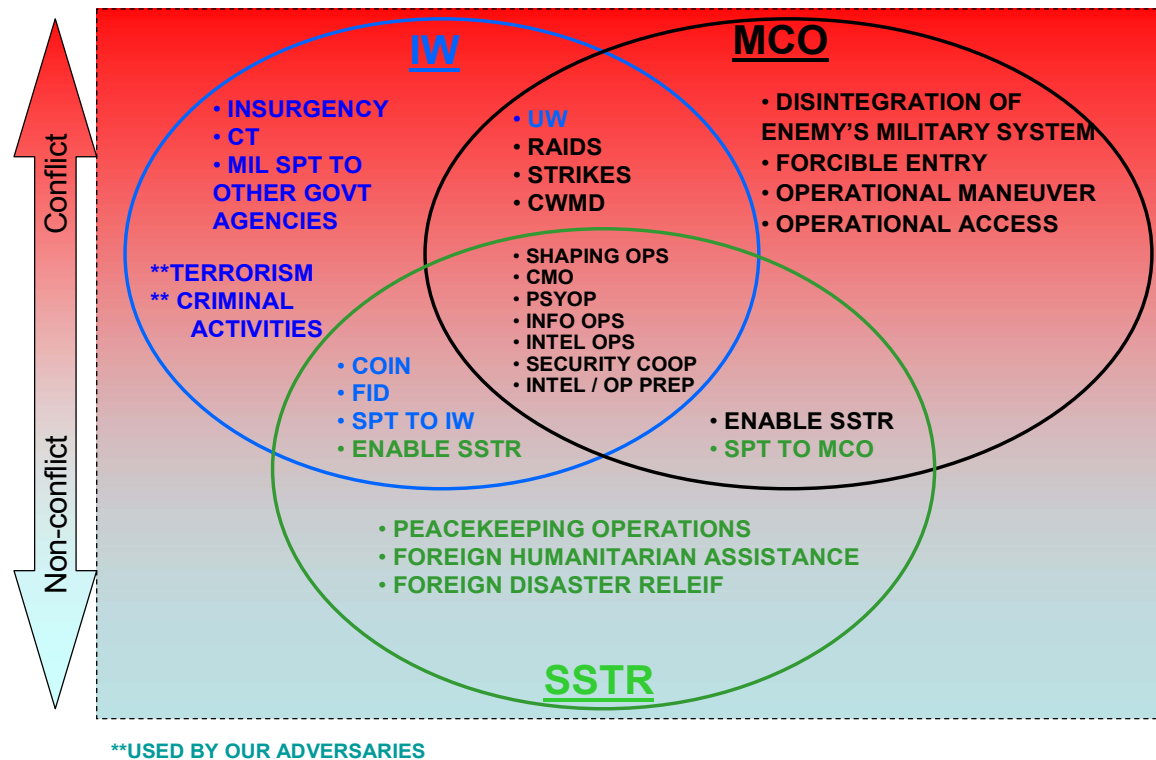 IW
MCO
• INSURGENCY
• CT
• MIL SPT TO
OTHER GOVT
AGENCIES
**TERRORISM
** CRIMINAL
ACTIVITIES
• UW
• RAIDS
• STRIKES
• CWMD
• DISINTEGRATION OF
ENEMY’S MILITARY SYSTEM
• FORCIBLE ENTRY
• OPERATIONAL MANEUVER
• OPERATIONAL ACCESS
• SHAPING OPS
• CMO
• PSYOP
• INFO OPS
• INTEL OPS
• SECURITY COOP
• INTEL / OP PREP
• COIN
• FID
• SPT TO IW
• ENABLE SSTR
• ENABLE SSTR
• SPT TO MCO
• PEACEKEEPING OPERATIONS
• FOREIGN HUMANITARIAN ASSISTANCE
• FOREIGN DISASTER RELEIF
SSTR
Conflict
Non-conflict
**USED BY OUR ADVERSARIES